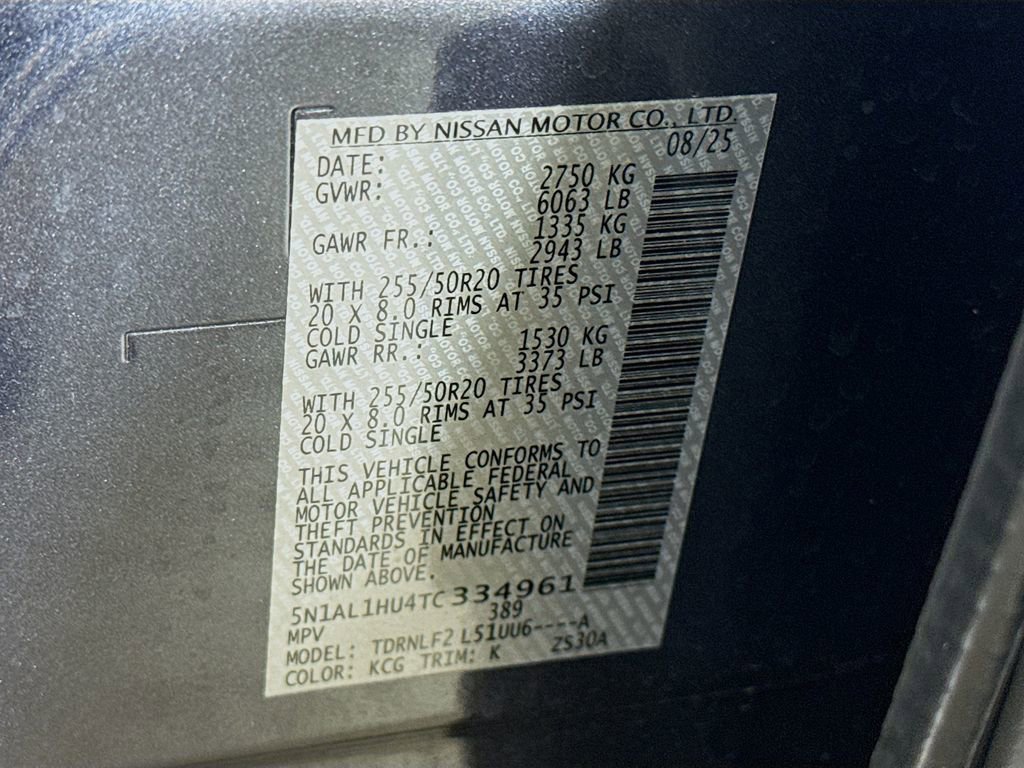 MFD BY NISSAN MOTOR CO., LTD.
DATE: 08/25
GVWR: 2750 KG
6063 LB
GAWR FR.: 1335 KG
2943 LB
WITH 255/50R20 TIRES
20 X 8.0 RIMS AT 35 PSI
COLD SINGLE
GAWR RR.: 1530 KG
3373 LB
WITH 255/50R20 TIRES
20 X 8.0 RIMS AT 35 PSI
COLD SINGLE
THIS VEHICLE CONFORMS TO
ALL APPLICABLE FEDERAL
MOTOR VEHICLE SAFETY AND
THEFT PREVENTION
STANDARDS IN EFFECT ON
THE DATE OF MANUFACTURE
SHOWN ABOVE.
5N1AL1HU4TC334961
MPV 389
MODEL: TDRNLF2 L51UU6----A
COLOR: KCG TRIM: K ZS30A